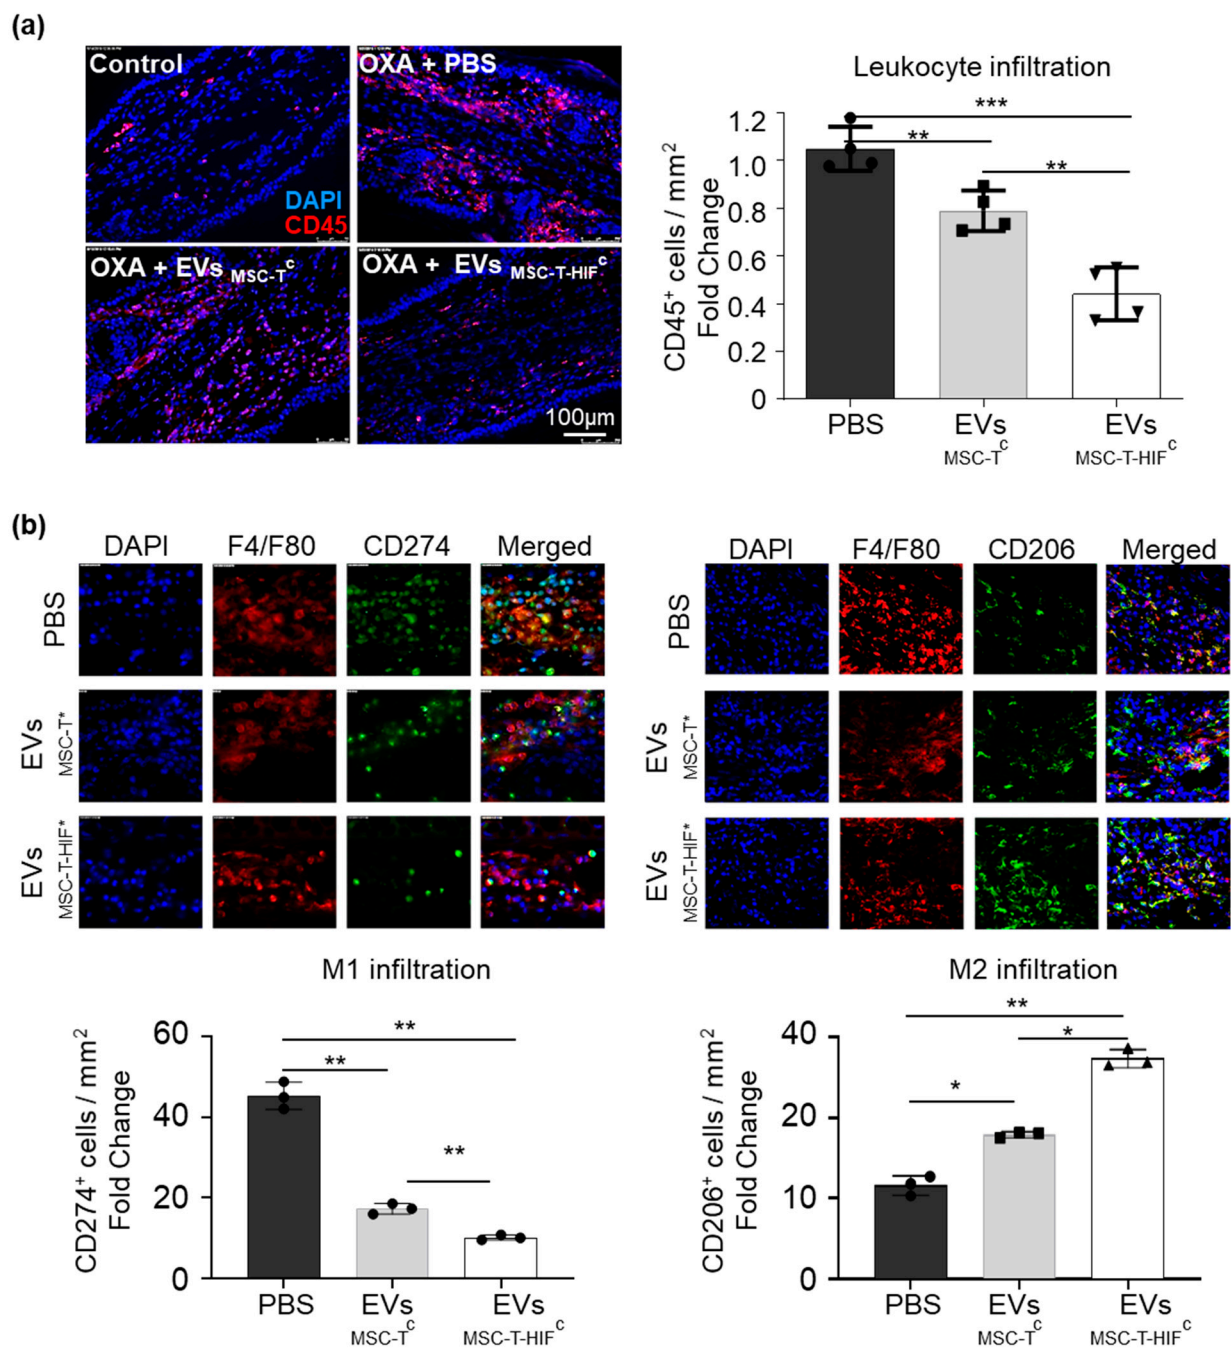 (a)
Control
OXA + PBS
DAPI
CD45
OXA + EVs MSC-T c
OXA + EVs MSC-T-HIF c
100µm
Leukocyte infiltration
CD45+ cells / mm2
Fold Change
1.2
1.0
0.8
0.6
0.4
0.2
0
***
**
**
PBS
EVs
MSC-T c
EVs
MSC-T-HIF c
(b)
DAPI F4/F80 CD274 Merged
PBS
EVs
MSC-T*
EVs
MSC-T-HIF*
DAPI F4/F80 CD206 Merged
PBS
EVs
MSC-T*
EVs
MSC-T-HIF*
M1 infiltration
CD274+ cells / mm2
Fold Change
60
40
20
0
**
**
**
PBS
EVs
MSC-T c
EVs
MSC-T-HIF c
M2 infiltration
CD206+ cells / mm2
Fold Change
40
20
10
0
**
*
*
PBS
EVs
MSC-T c
EVs
MSC-T-HIF c